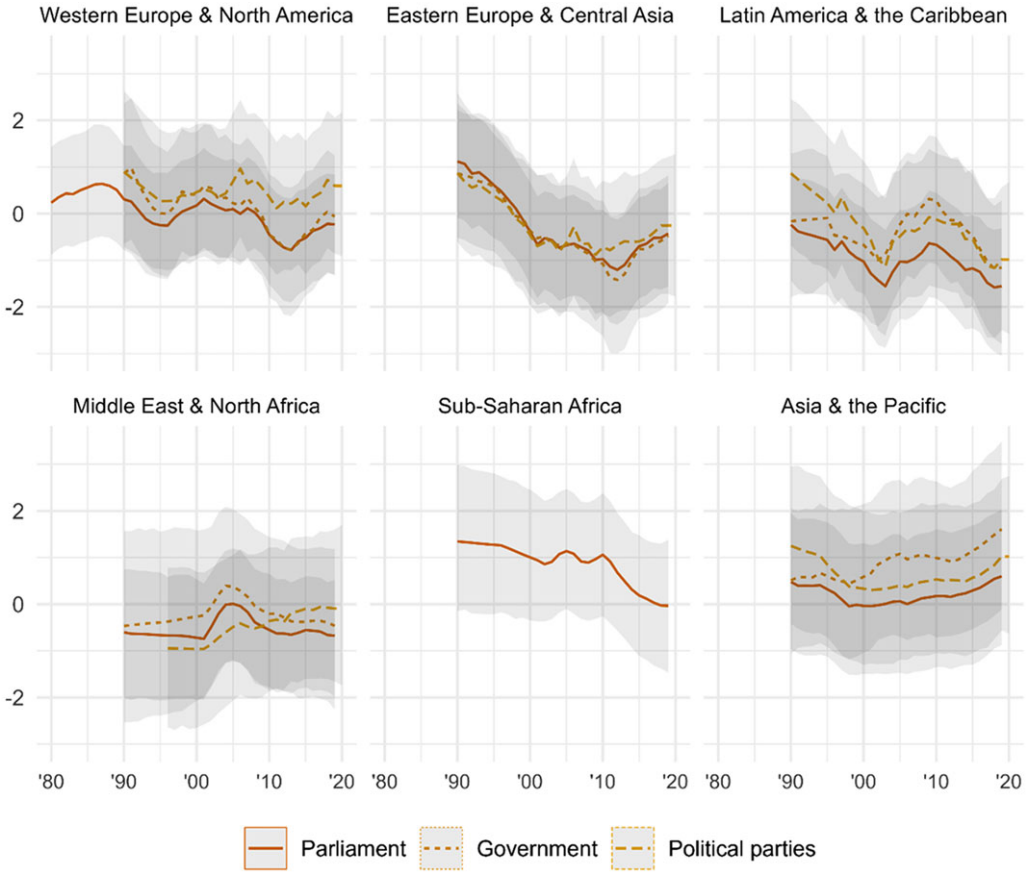 Western Europe & North America
Eastern Europe & Central Asia
Latin America & the Caribbean
2
0
-2
Middle East & North Africa
Sub-Saharan Africa
Asia & the Pacific
2
0
-2
'80 '90 '00 '10 '20 '80 '90 '00 '10 '20 '80 '90 '00 '10 '20
Parliament Government Political parties